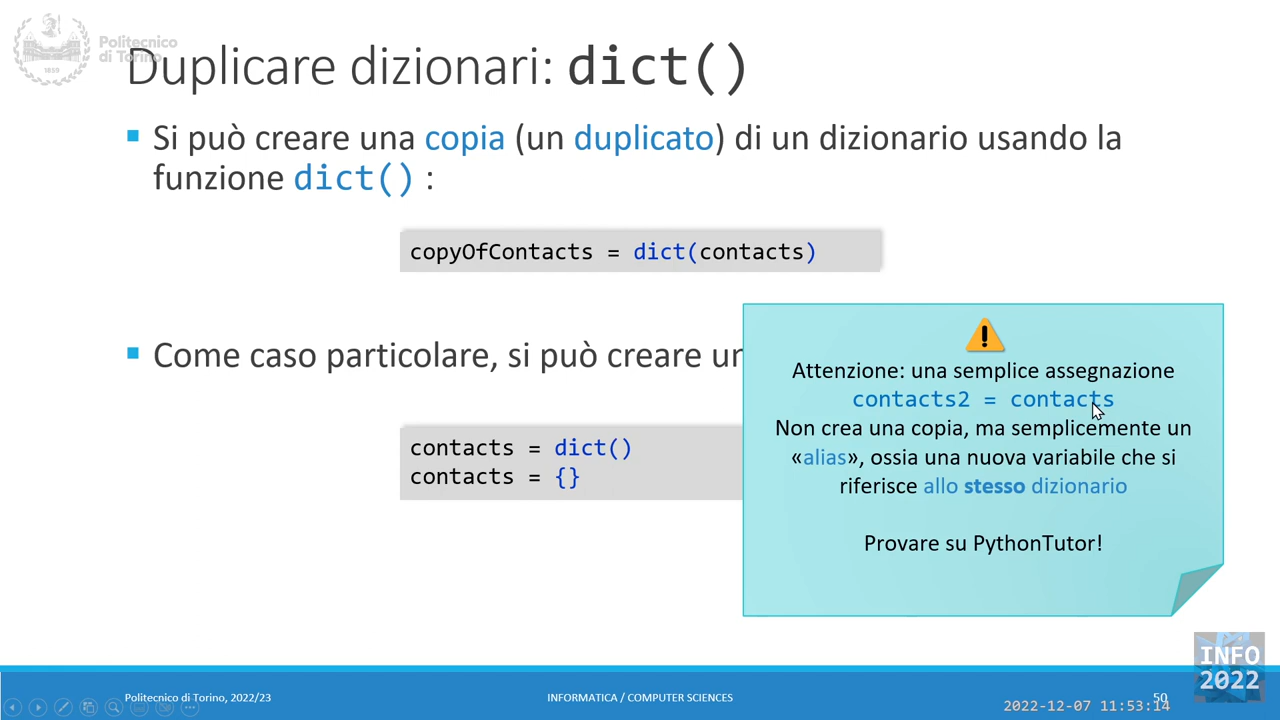 Politecnico
di Torino
1859
Duplicare dizionari: dict()
Si può creare una copia (un duplicato) di un dizionario usando la
funzione dict() :
copyOfContacts = dict(contacts)
Come caso particolare, si può creare
contacts = dict()
contacts = {}
Attenzione: una semplice assegnazione
contacts2 = contacts
Non crea una copia, ma semplicemente un
«alias», ossia una nuova variabile che si
riferisce allo stesso dizionario
Provare su PythonTutor!
INFO
2022
Politecnico di Torino, 2022/23
INFORMATICA / COMPUTER SCIENCES
50
2022-12-07 11:53:14